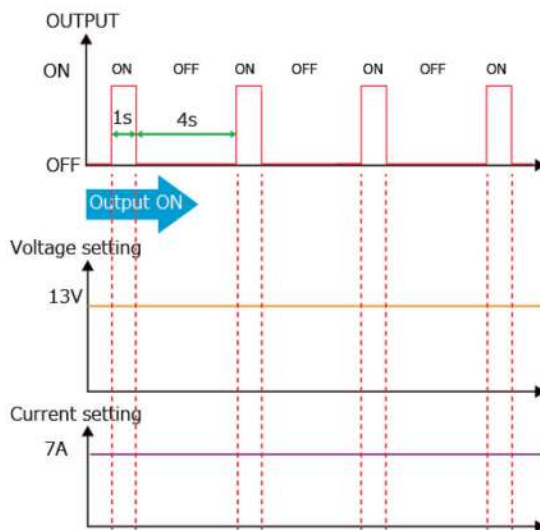 OUTPUT
ON ON OFF ON OFF ON OFF ON
1s 4s
OFF
Output ON
Voltage setting
13V
Current setting
7A